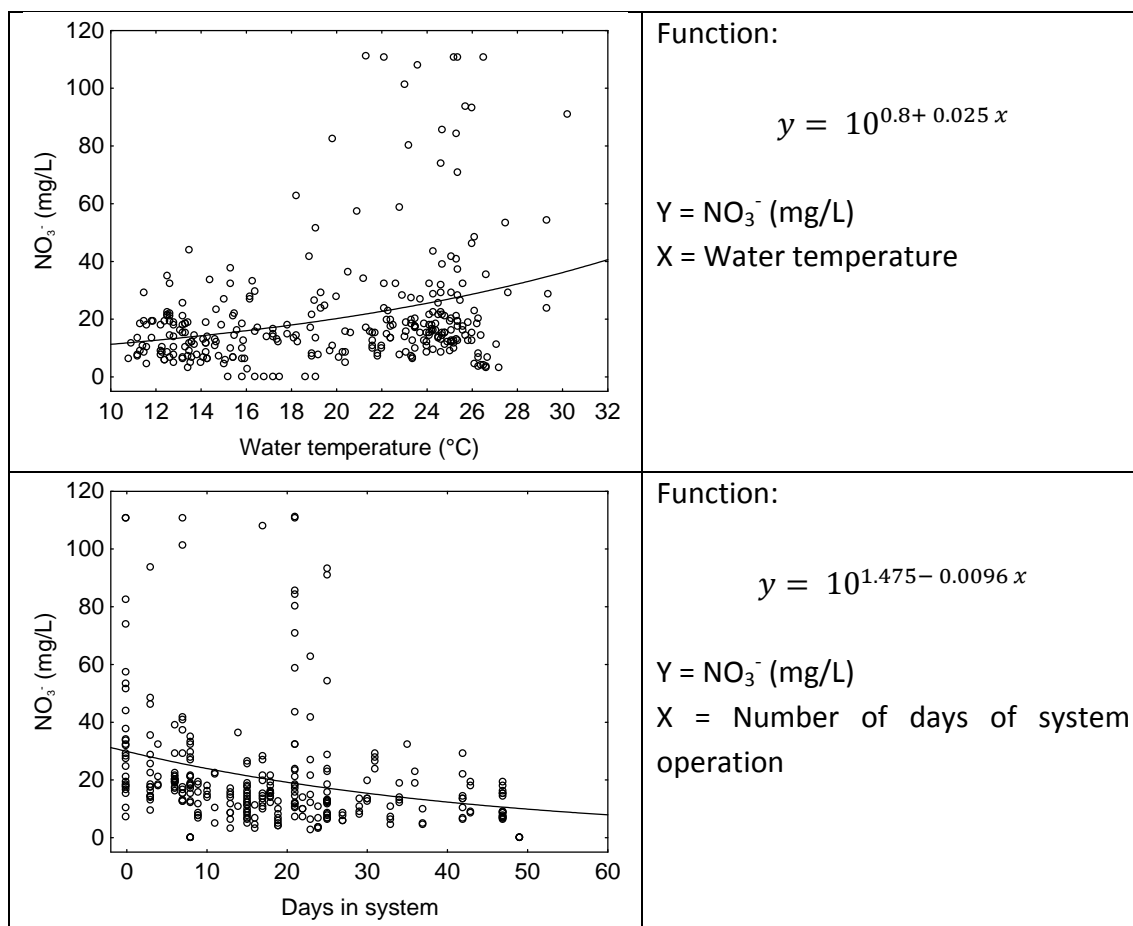 120
100
80
60
40
20
0
NO₃⁻ (mg/L)
10 12 14 16 18 20 22 24 26 28 30 32
Water temperature (°C)
Function:
y = 10^{0.8+ 0.025 x}
Y = NO₃⁻ (mg/L)
X = Water temperature
120
100
80
60
40
20
0
NO₃⁻ (mg/L)
0 10 20 30 40 50 60
Days in system
Function:
y = 10^{1.475− 0.0096 x}
Y = NO₃⁻ (mg/L)
X = Number of days of system
operation